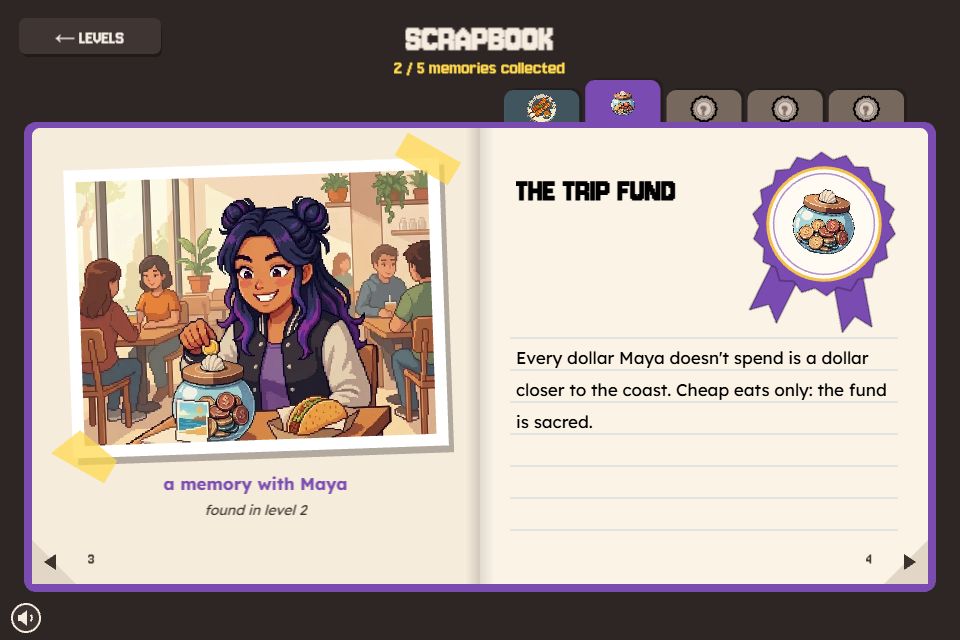 ← LEVELS
SCRAPBOOK
2 / 5 memories collected
?
?
?
THE TRIP FUND
Every dollar Maya doesn't spend is a dollar
closer to the coast. Cheap eats only: the fund
is sacred.
a memory with Maya
found in level 2
3
4